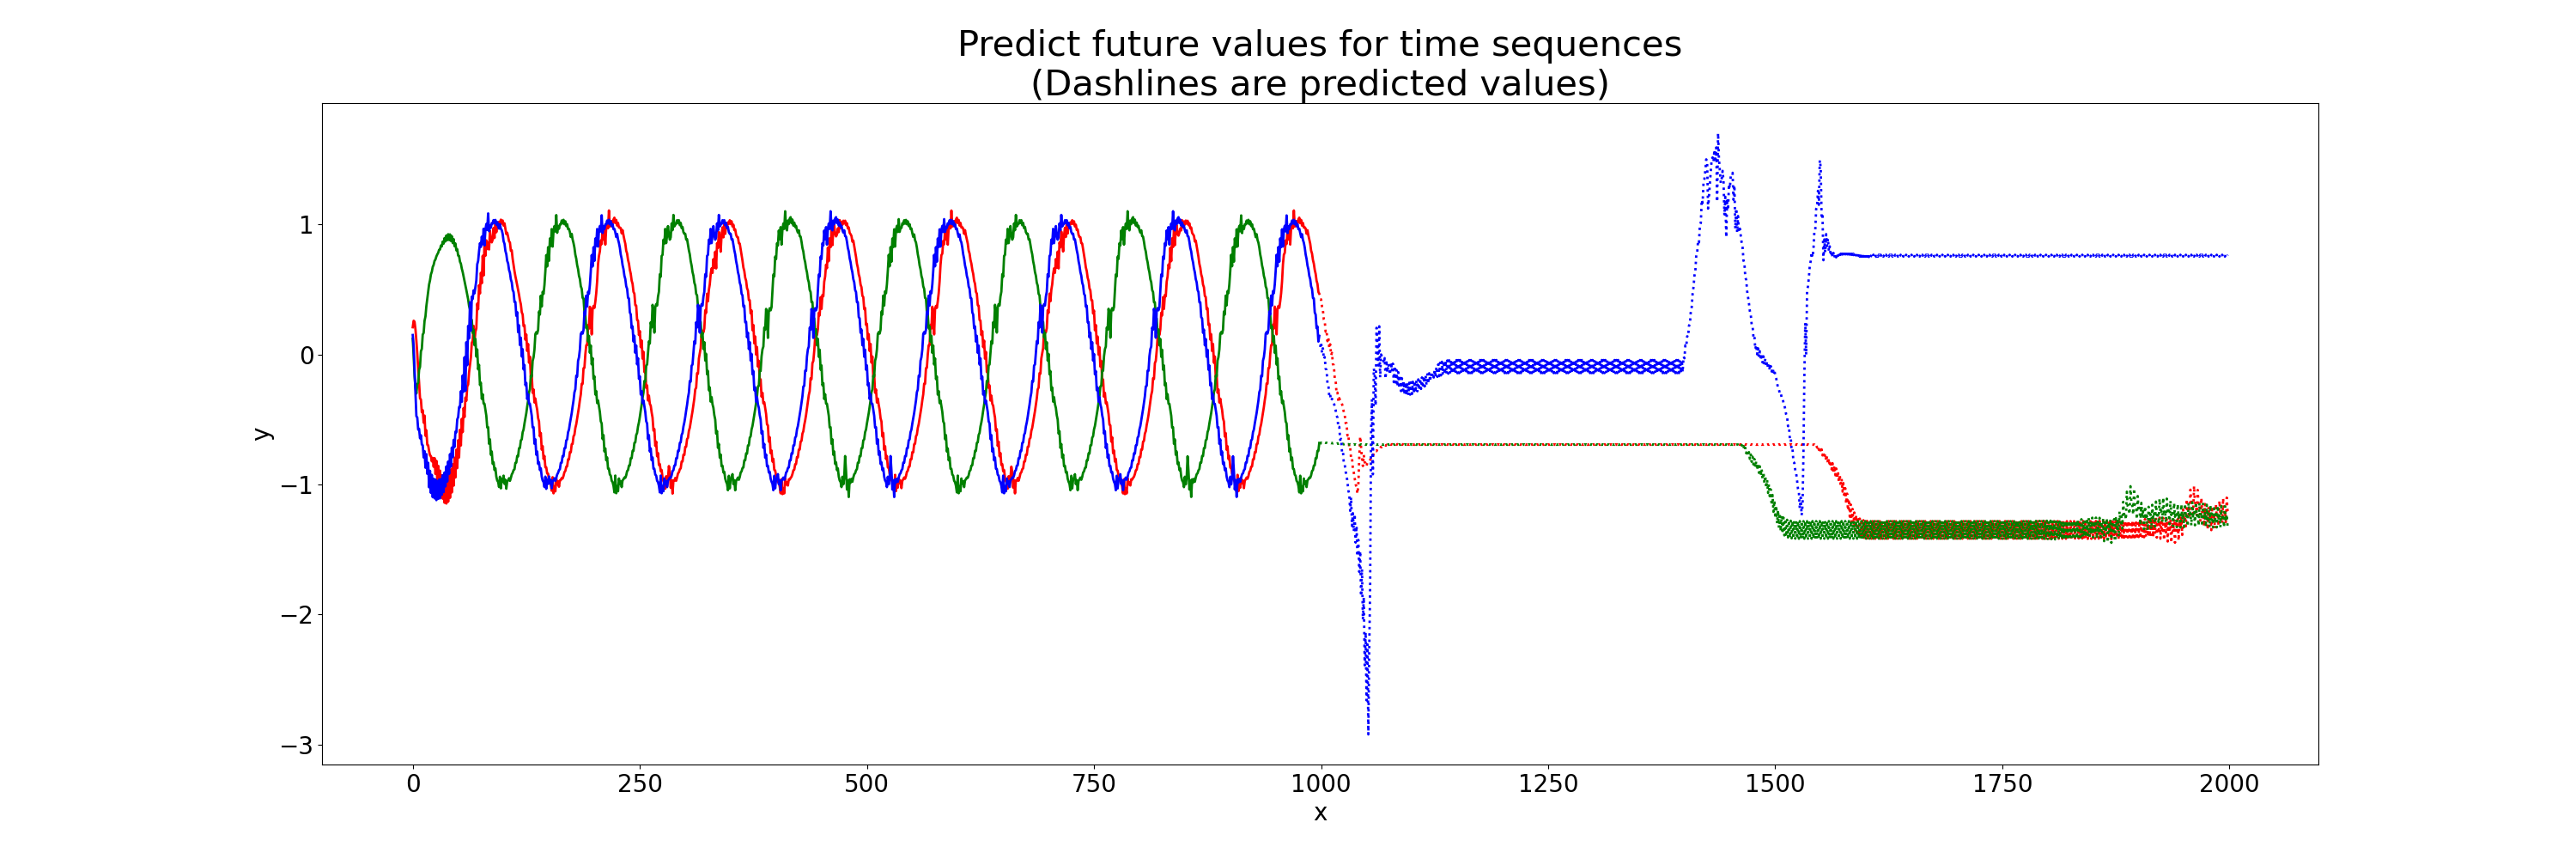 Predict future values for time sequences
(Dashlines are predicted values)
y
1
0
−1
−2
−3
0 250 500 750 1000 1250 1500 1750 2000
x